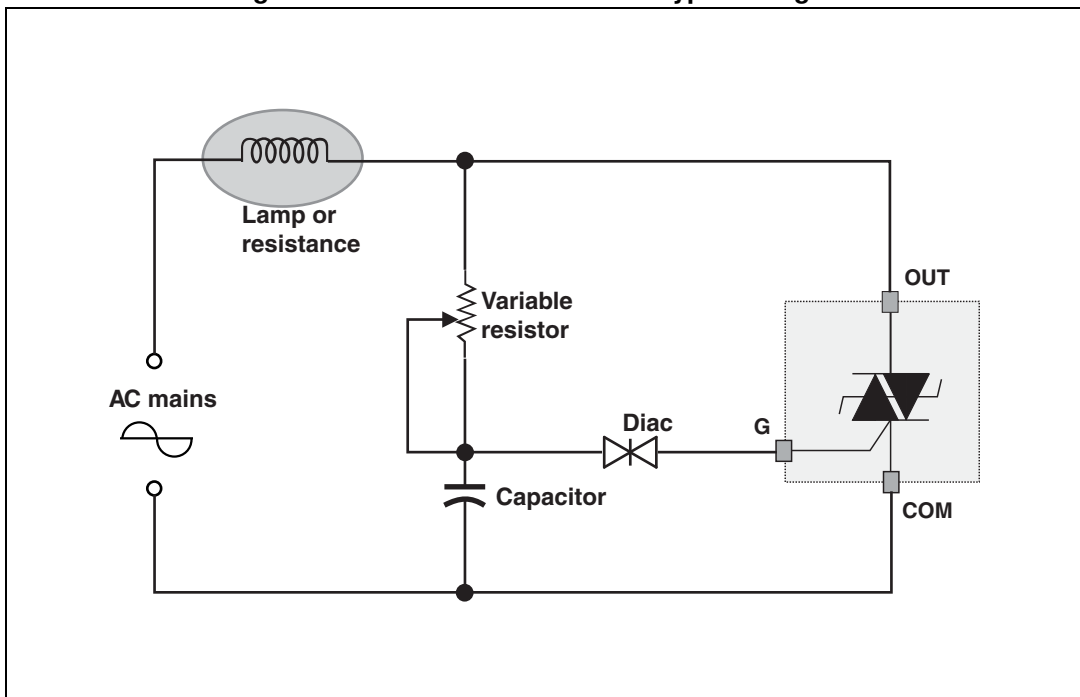 Lamp or
resistance
OUT
Variable
resistor
AC mains
Diac
G
Capacitor
COM